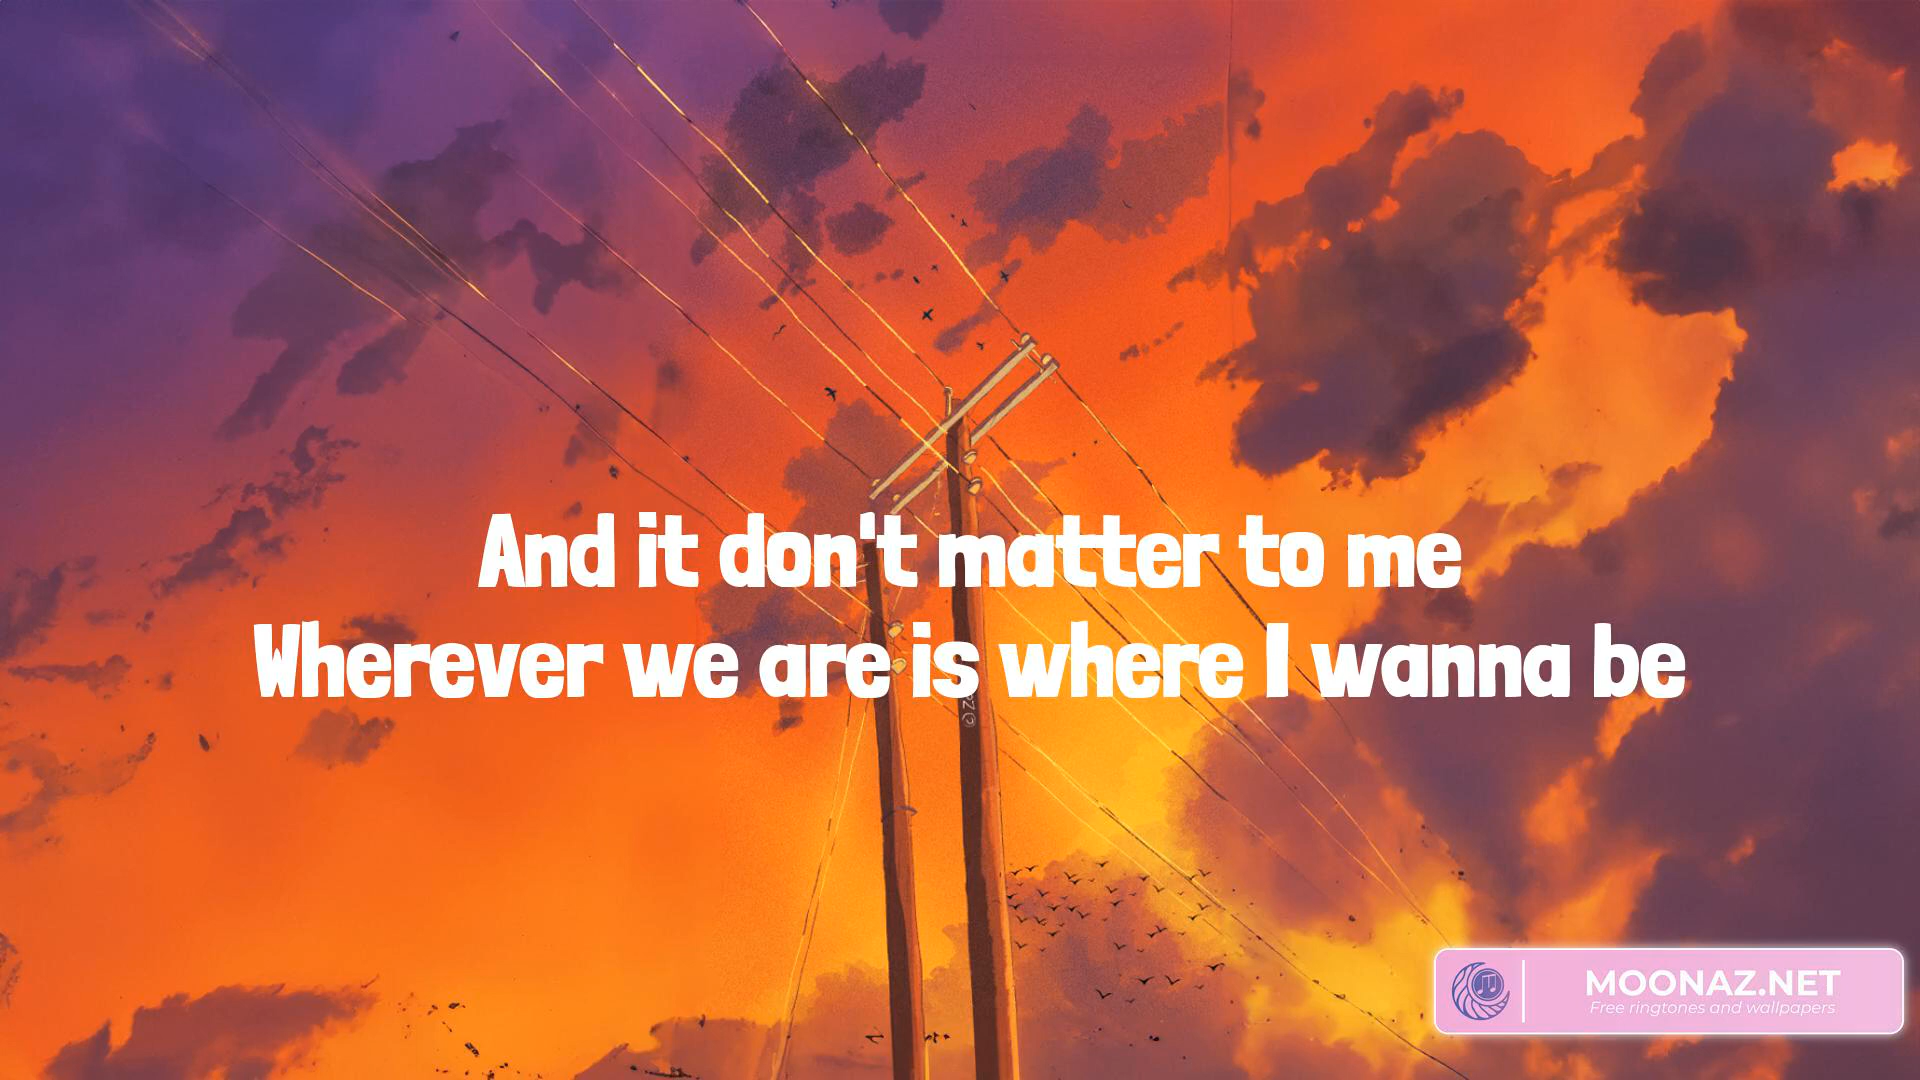 And it don't matter to me
Wherever we are is where I wanna be
MOONAZ.NET
Free ringtones and wallpapers